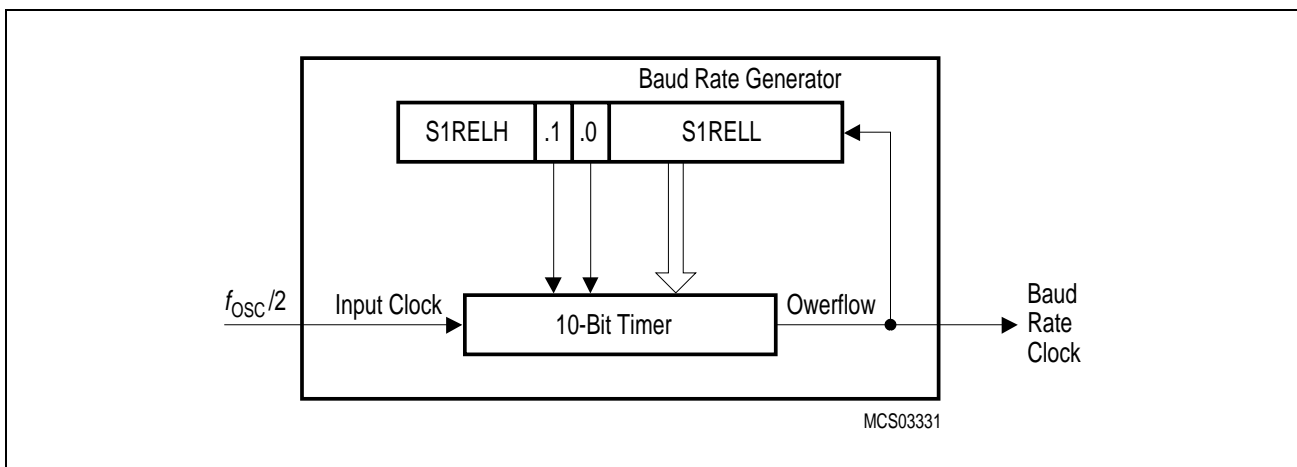 Baud Rate Generator
S1RELH .1 .0 S1RELL
fOSC/2 Input Clock 10-Bit Timer Owerflow
Baud
Rate
Clock
MCS03331